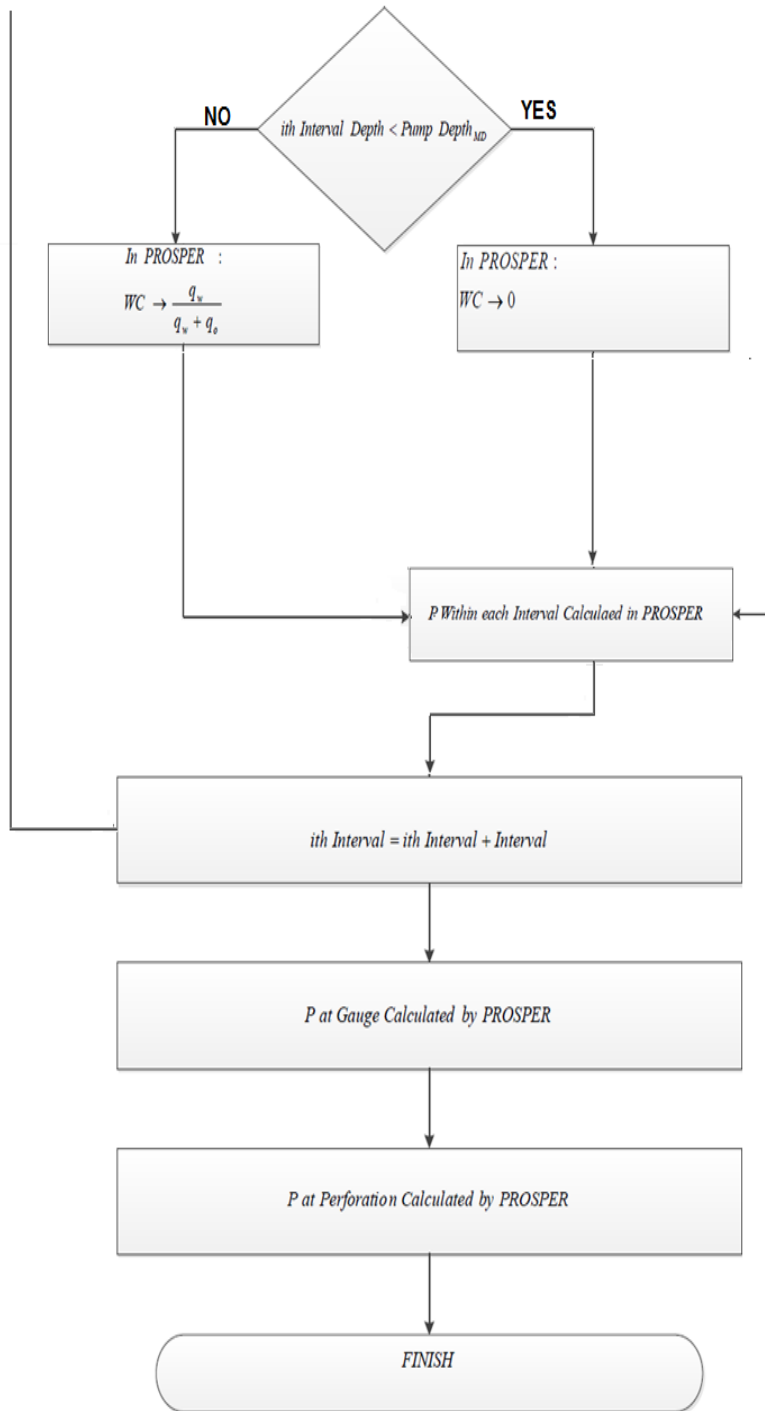 NO
YES
ith Interval Depth < Pump Depth_MD
In PROSPER :
WC → q_w / (q_w + q_o)
In PROSPER :
WC → 0
P Within each Interval Calculaed in PROSPER
ith Interval = ith Interval + Interval
P at Gauge Calculated by PROSPER
P at Perforation Calculated by PROSPER
FINISH